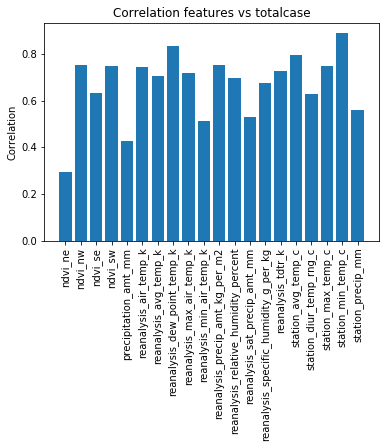 Correlation features vs totalcase
Correlation
0.8
0.6
0.4
0.2
0.0
ndvi_ne
ndvi_nw
ndvi_se
ndvi_sw
precipitation_amt_mm
reanalysis_air_temp_k
reanalysis_avg_temp_k
reanalysis_dew_point_temp_k
reanalysis_max_air_temp_k
reanalysis_min_air_temp_k
reanalysis_precip_amt_kg_per_m2
reanalysis_relative_humidity_percent
reanalysis_sat_precip_amt_mm
reanalysis_specific_humidity_g_per_kg
reanalysis_tdtr_k
station_avg_temp_c
station_diur_temp_rng_c
station_max_temp_c
station_min_temp_c
station_precip_mm